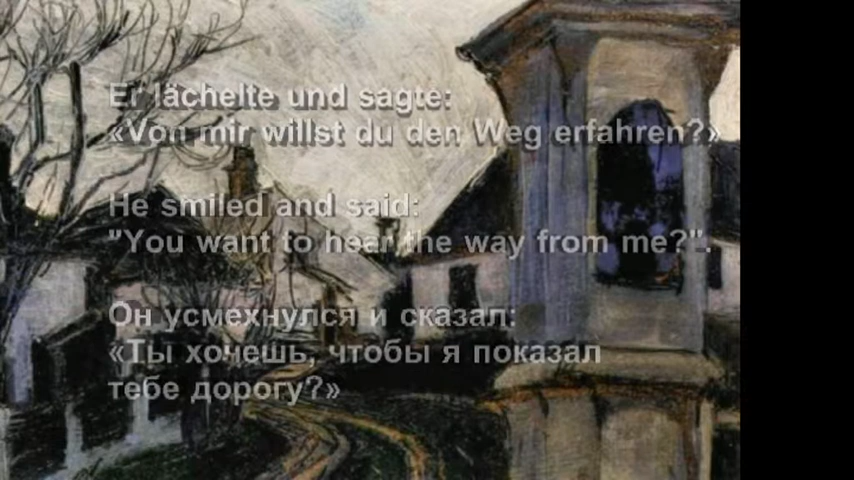 Er lächelte und sagte:
«Von mir willst du den Weg erfahren?»
He smiled and said:
"You want to hear the way from me?".
Он усмехнулся и сказал:
«Ты хочешь, чтобы я показал
тебе дорогу?»